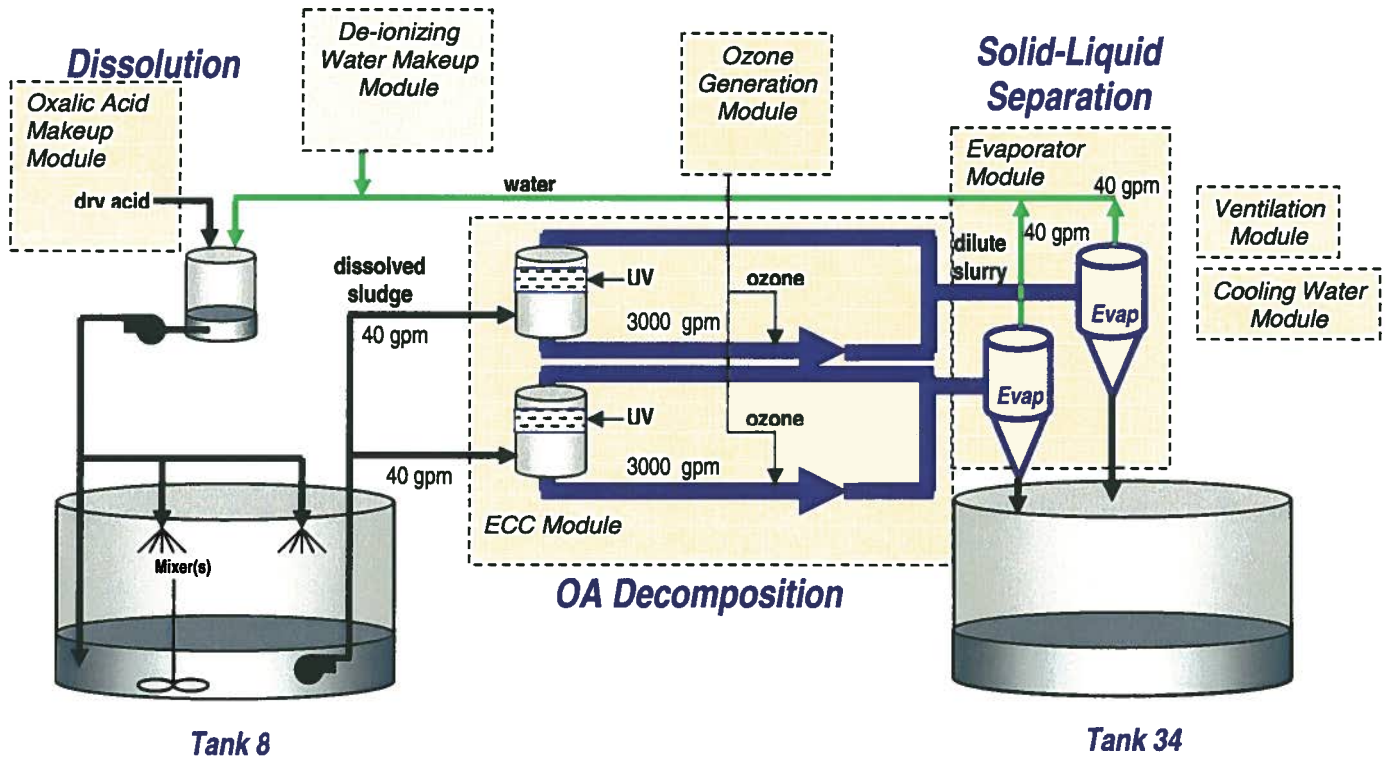 Dissolution
Oxalic Acid
Makeup
Module
dry acid
De-ionizing
Water Makeup
Module
water
Ozone
Generation
Module
Solid-Liquid
Separation
Evaporator
Module
40 gpm
40 gpm
dilute
slurry
Evap
Evap
Ventilation
Module
Cooling Water
Module
dissolved
sludge
40 gpm
40 gpm
UV
ozone
3000 gpm
UV
ozone
3000 gpm
ECC Module
OA Decomposition
Mixer(s)
Tank 8
Tank 34